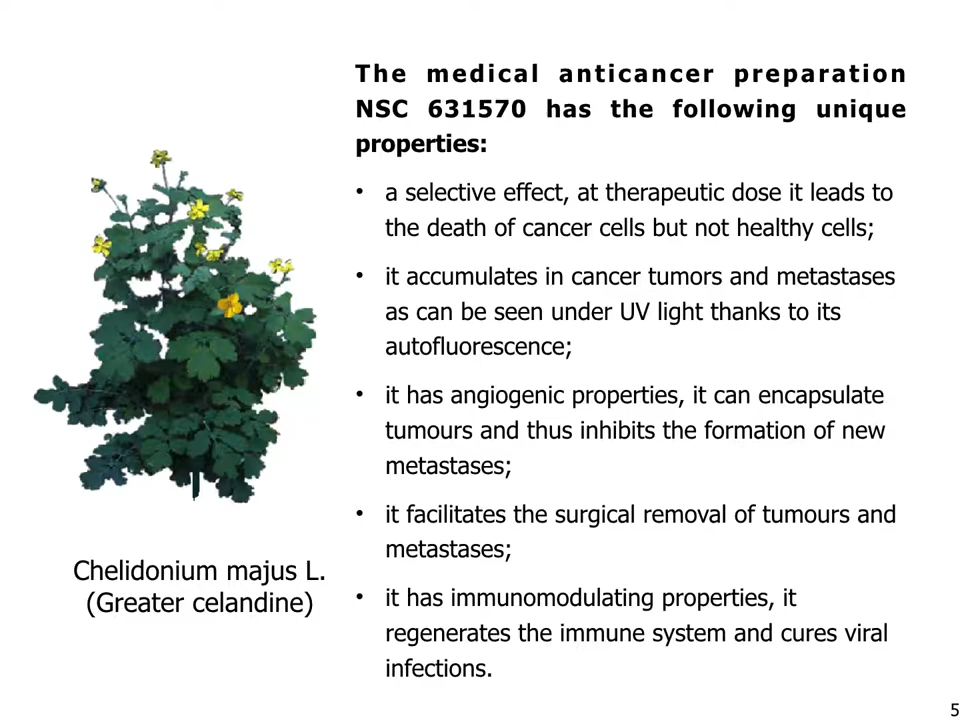 The medical anticancer preparation
NSC 631570 has the following unique
properties:
• a selective effect, at therapeutic dose it leads to
the death of cancer cells but not healthy cells;
• it accumulates in cancer tumors and metastases
as can be seen under UV light thanks to its
autofluorescence;
• it has angiogenic properties, it can encapsulate
tumours and thus inhibits the formation of new
metastases;
• it facilitates the surgical removal of tumours and
metastases;
• it has immunomodulating properties, it
regenerates the immune system and cures viral
infections.
Chelidonium majus L.
(Greater celandine)
5